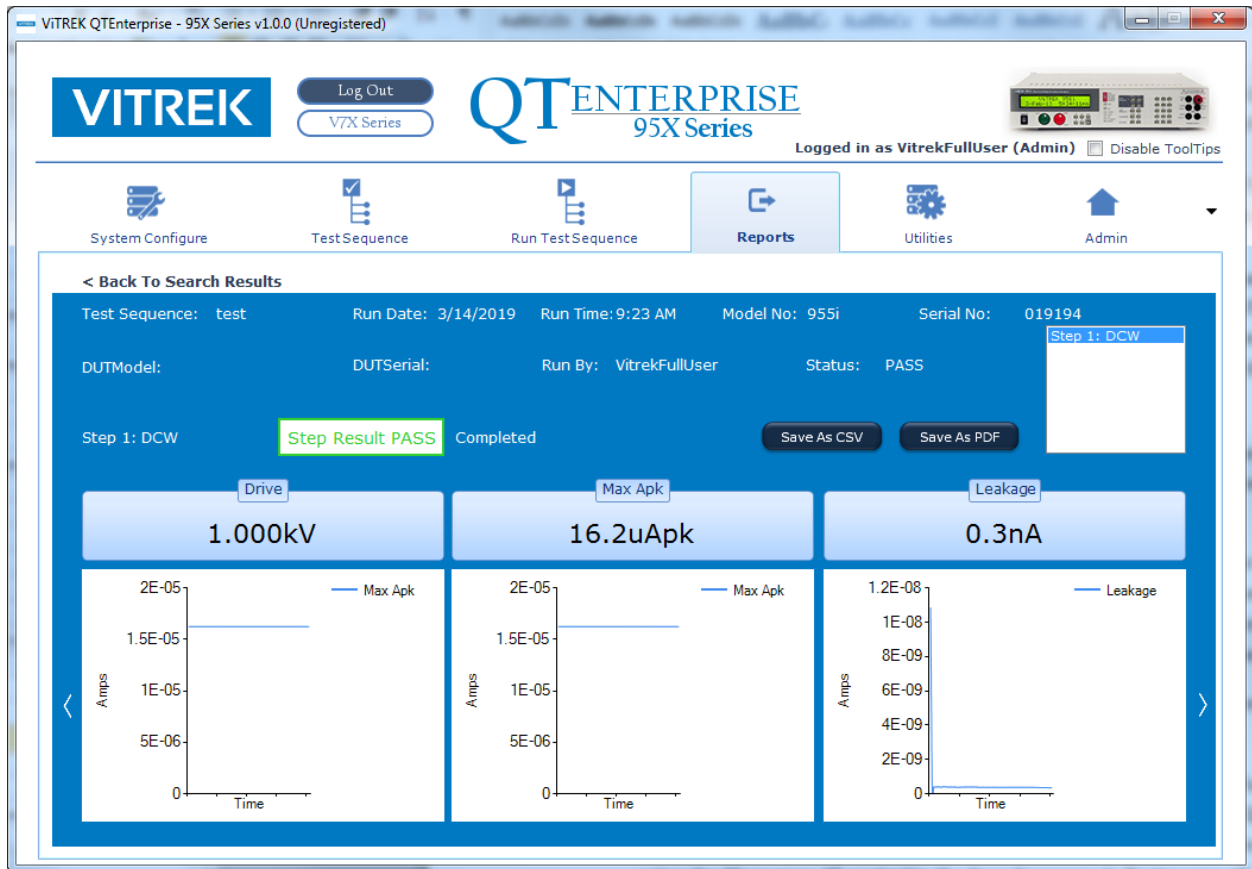 ViTREK QTEnterprise - 95X Series v1.0.0 (Unregistered)
VITREK
Log Out
V7X Series
QTENTERPRISE
95X Series
Logged in as VitrekFullUser (Admin) Disable ToolTips
System Configure Test Sequence Run Test Sequence Reports Utilities Admin
< Back To Search Results
Test Sequence: test Run Date: 3/14/2019 Run Time: 9:23 AM Model No: 955i Serial No: 019194
Step 1: DCW
DUTModel: DUTSerial: Run By: VitrekFullUser Status: PASS
Step 1: DCW Step Result PASS Completed Save As CSV Save As PDF
Drive Max Apk Leakage
1.000kV 16.2uApk 0.3nA
2E-05 Max Apk
1.5E-05
Amps
1E-05
5E-06
0
Time
2E-05 Max Apk
1.5E-05
Amps
1E-05
5E-06
0
Time
1.2E-08 Leakage
1E-08
8E-09
Amps
6E-09
4E-09
2E-09
0
Time